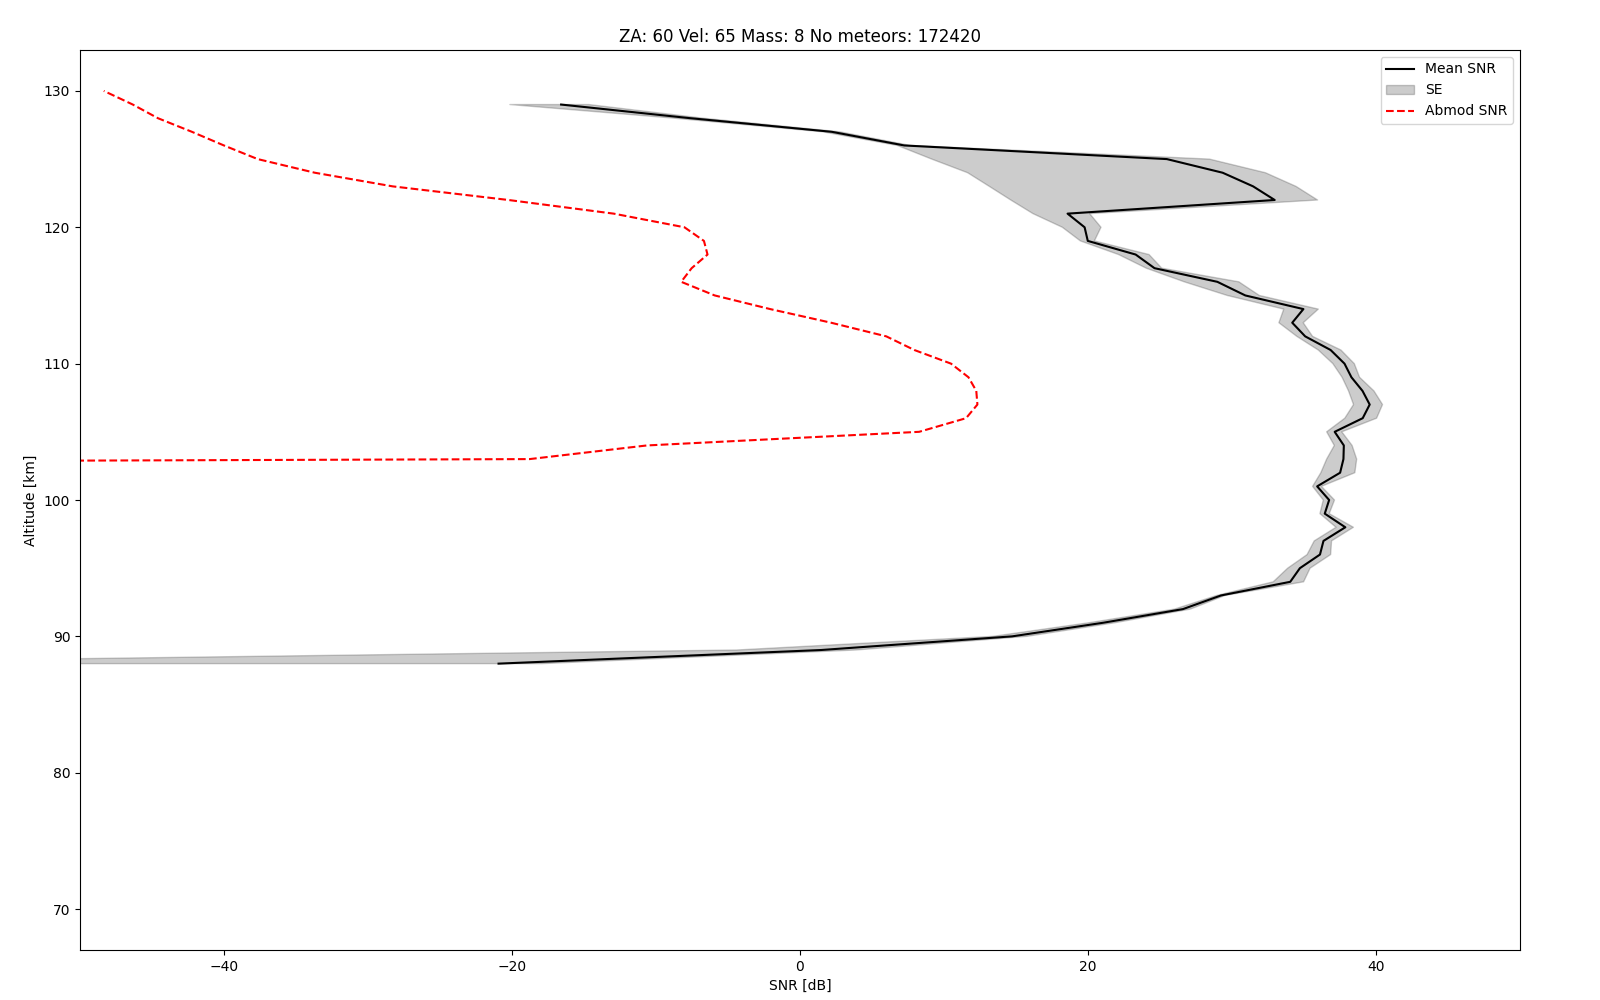 ZA: 60 Vel: 65 Mass: 8 No meteors: 172420
Mean SNR
SE
Abmod SNR
130
120
110
100
90
80
70
Altitude [km]
−40
−20
0
20
40
SNR [dB]